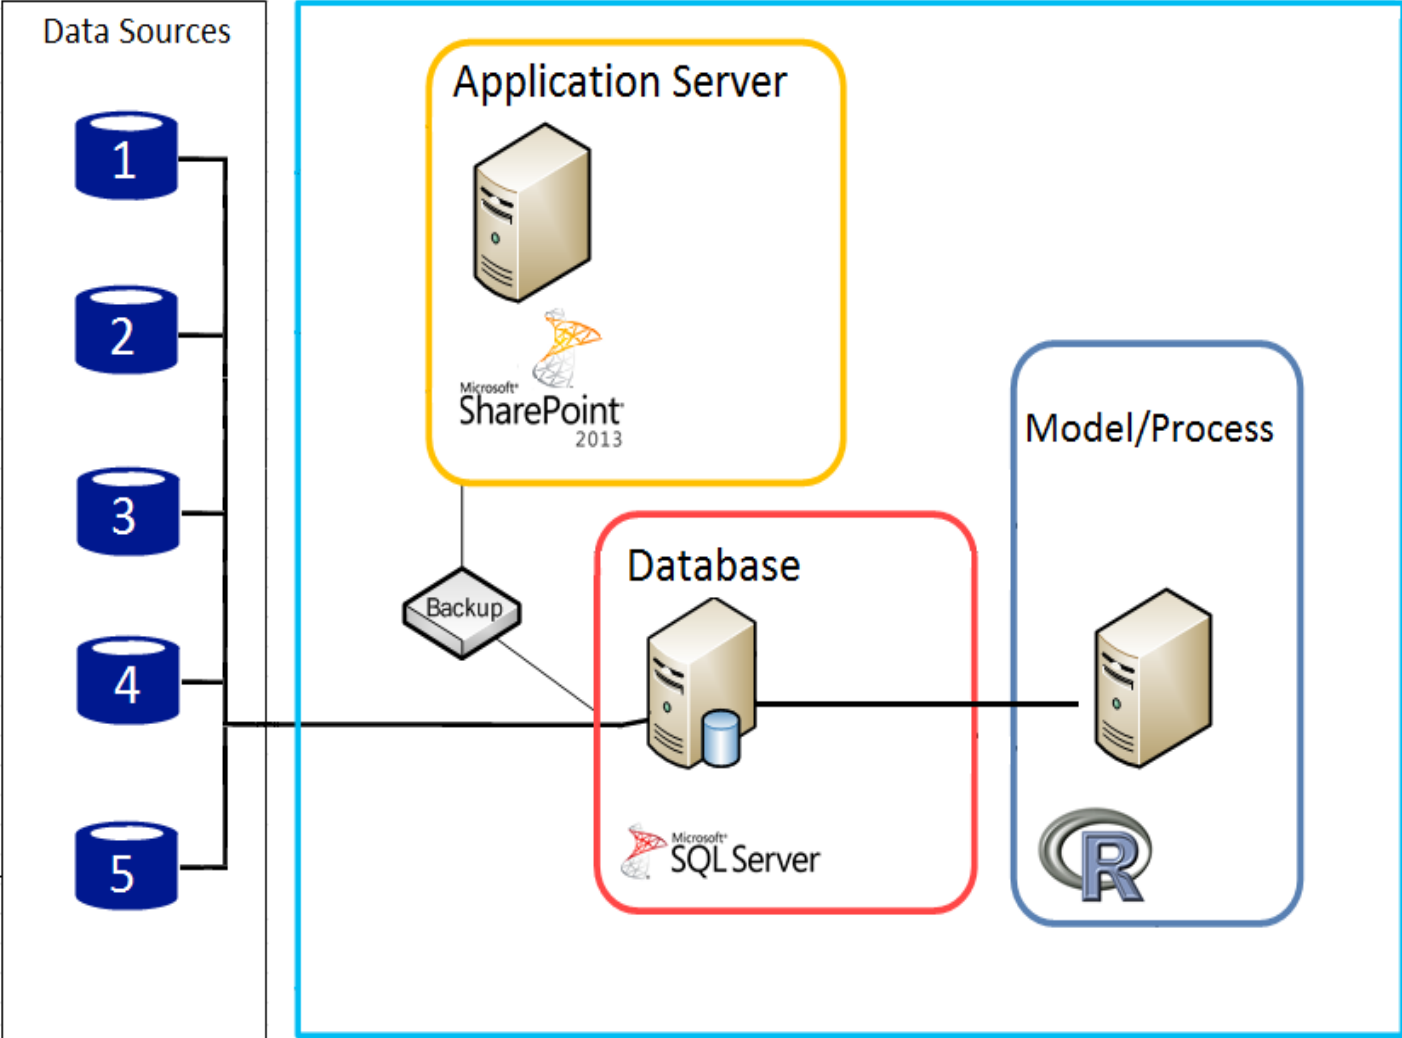 Data Sources
1
2
3
4
5
Application Server
Microsoft®
SharePoint®
2013
Backup
Database
Microsoft®
SQL Server
Model/Process
R